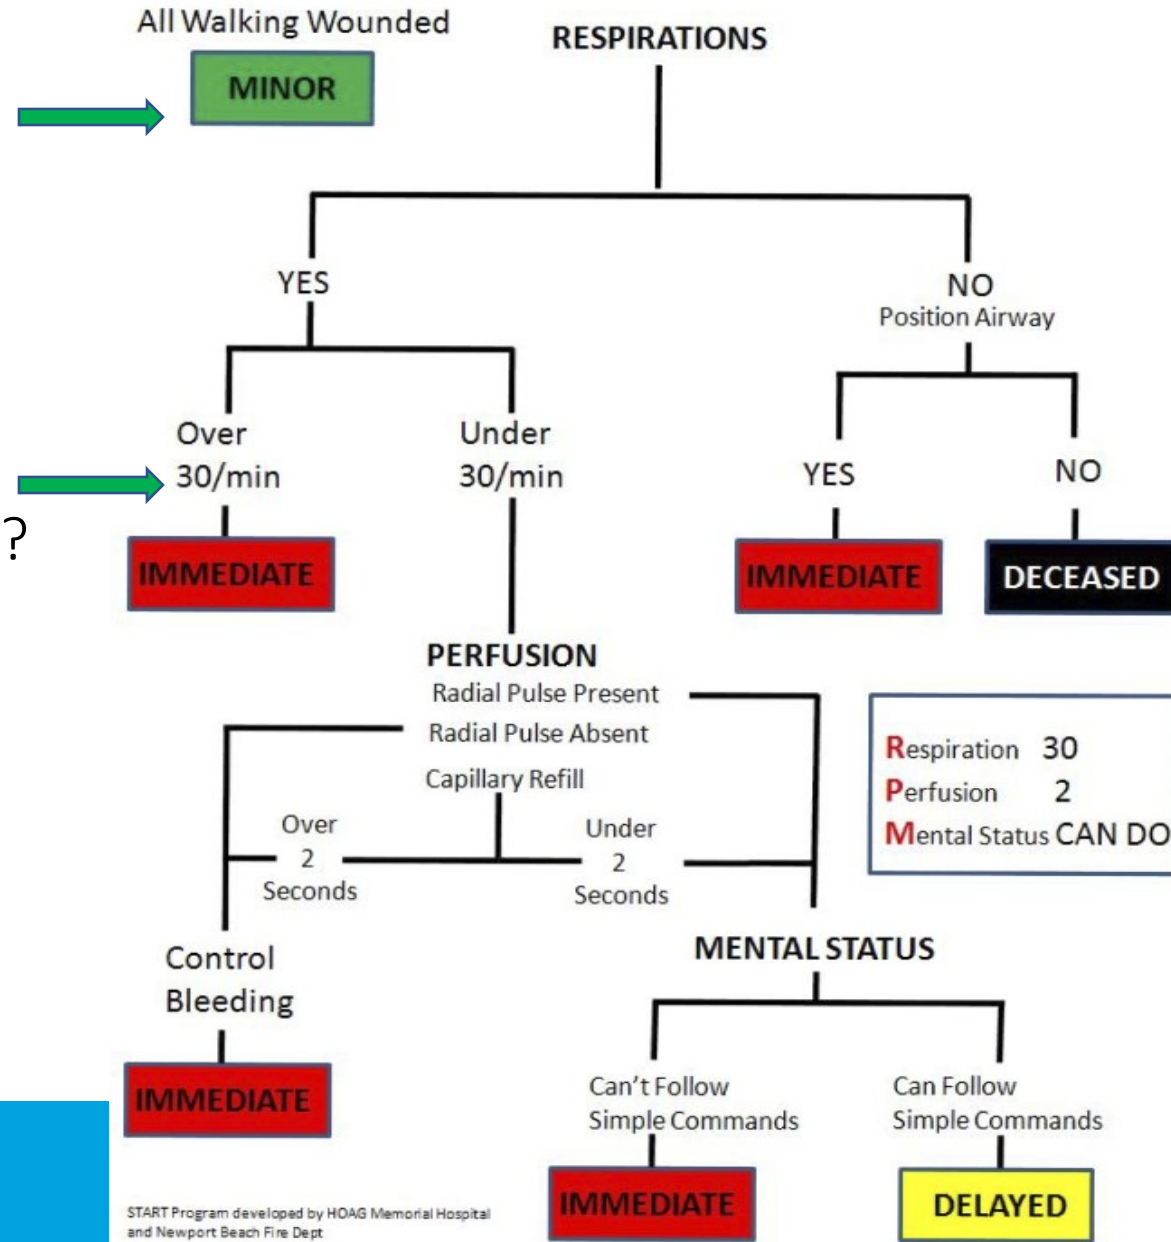 All Walking Wounded
MINOR
RESPIRATIONS
YES
NO
Position Airway
Over
30/min
Under
30/min
YES
NO
?
IMMEDIATE
IMMEDIATE
DECEASED
PERFUSION
Radial Pulse Present
Radial Pulse Absent
Capillary Refill
Over
2
Seconds
Under
2
Seconds
Respiration 30
Perfusion 2
Mental Status CAN DO
Control
Bleeding
IMMEDIATE
MENTAL STATUS
Can't Follow
Simple Commands
Can Follow
Simple Commands
IMMEDIATE
DELAYED
START Program developed by HOAG Memorial Hospital
and Newport Beach Fire Dept